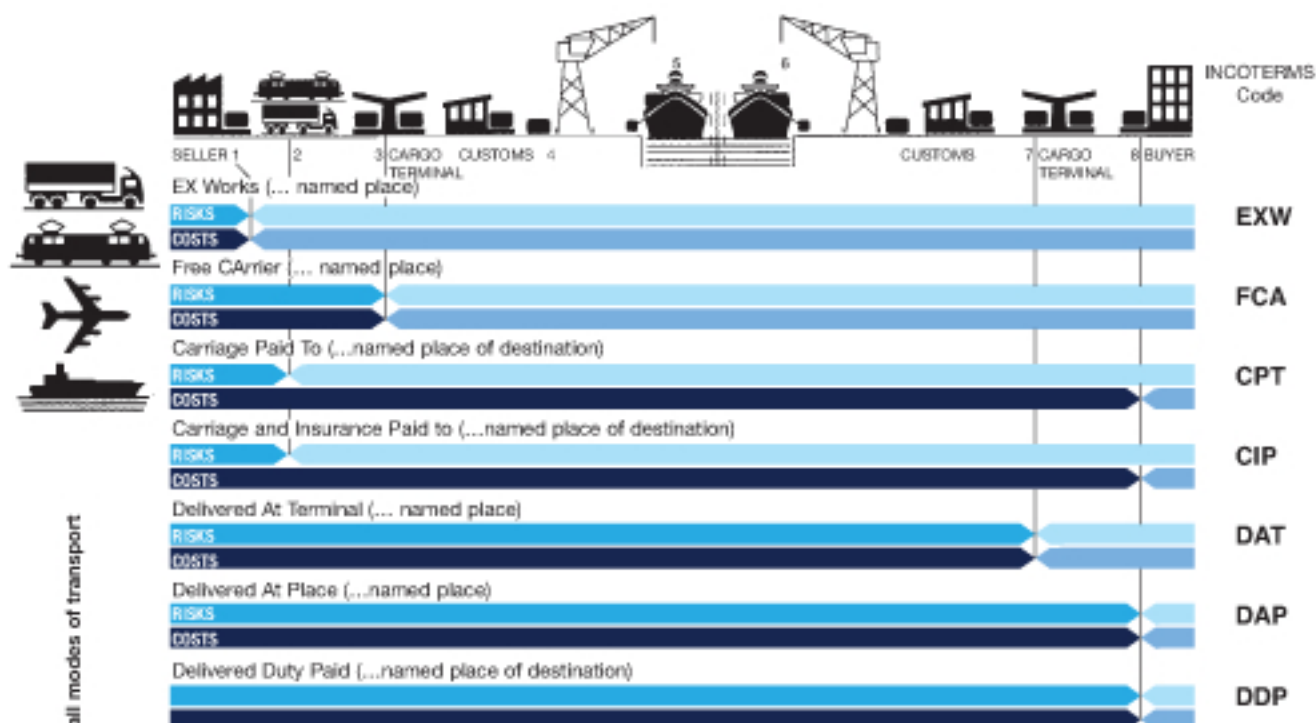 5 6
INCOTERMS
Code
SELLER 1 2 3 CARGO TERMINAL CUSTOMS 4 CUSTOMS 7 CARGO TERMINAL 8 BUYER
EX Works (... named place)
RISKS
COSTS
EXW
Free CArrier (... named place)
RISKS
COSTS
FCA
Carriage Paid To (...named place of destination)
RISKS
COSTS
CPT
Carriage and Insurance Paid to (...named place of destination)
RISKS
COSTS
CIP
Delivered At Terminal (... named place)
RISKS
COSTS
DAT
Delivered At Place (...named place)
RISKS
COSTS
DAP
Delivered Duty Paid (...named place of destination)
DDP
all modes of transport